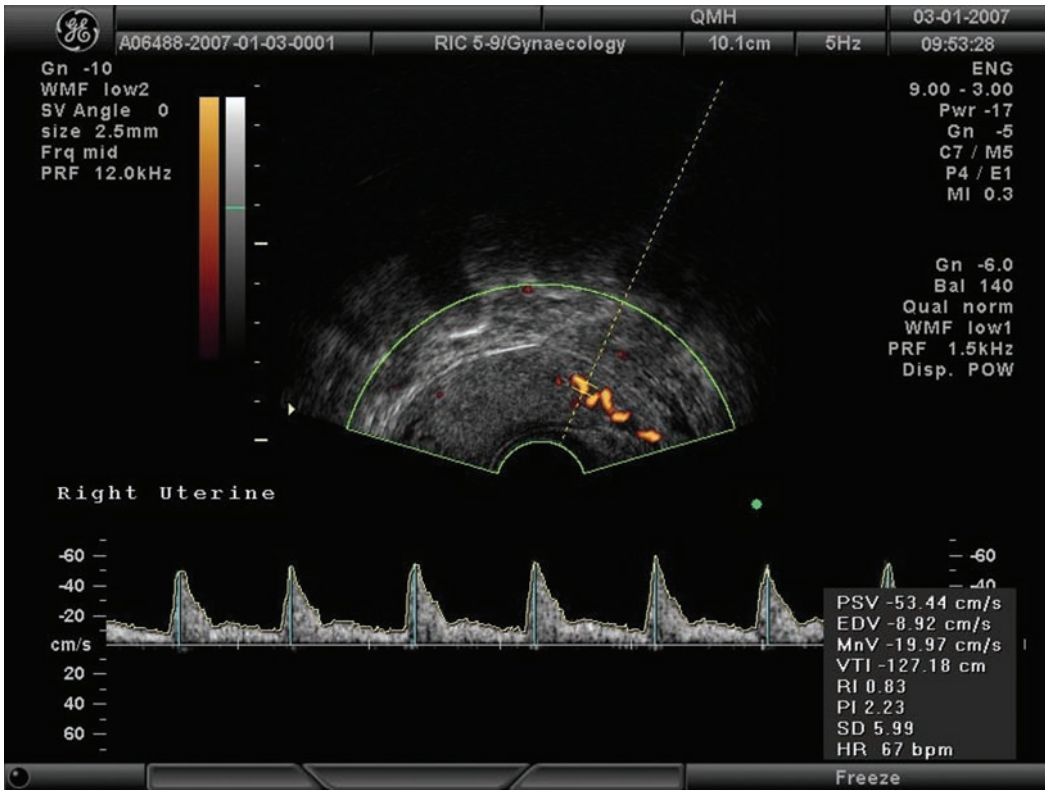 QMH 03-01-2007
A06488-2007-01-03-0001 RIC 5-9/Gynaecology 10.1cm 5Hz 09:53:28
Gn -10
WMF low2
SV Angle 0
size 2.5mm
Frq mid
PRF 12.0kHz
ENG
9.00 - 3.00
Pwr -17
Gn -5
C7 / M5
P4 / E1
MI 0.3
Gn -6.0
Bal 140
Qual norm
WMF low1
PRF 1.5kHz
Disp. POW
Right Uterine
-60
-40
-20
cm/s
20
40
60
-60
-40
PSV -53.44 cm/s
EDV -8.92 cm/s
MnV -19.97 cm/s
VTI -127.18 cm
RI 0.83
PI 2.23
SD 5.99
HR 67 bpm
Freeze